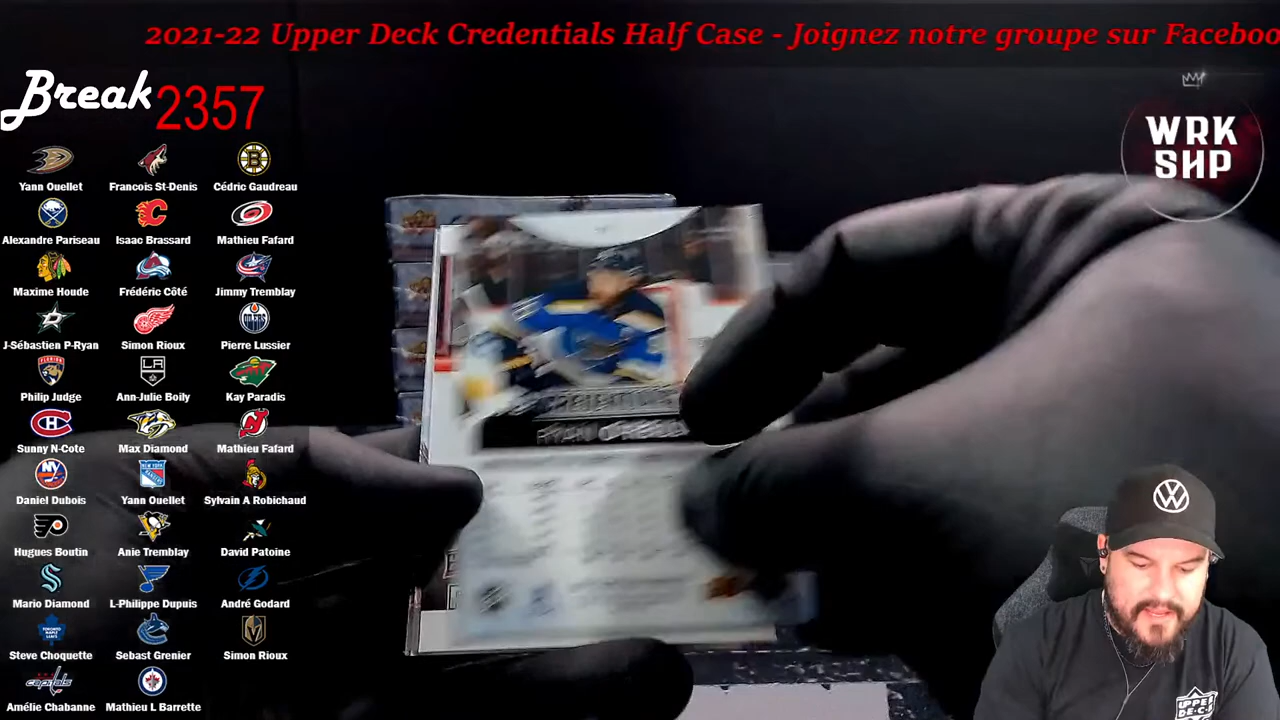 2021-22 Upper Deck Credentials Half Case - Joignez notre groupe sur Faceboo
Break 2357
WRK
SHP
Yann Ouellet Francois St-Denis Cédric Gaudreau
Alexandre Pariseau Isaac Brassard Mathieu Fafard
Maxime Houde Frédéric Côté Jimmy Tremblay
J-Sébastien P-Ryan Simon Rioux Pierre Lussier
Philip Judge Ann-Julie Boily Kay Paradis
Sunny N-Cote Max Diamond Mathieu Fafard
Daniel Dubois Yann Ouellet Sylvain A Robichaud
Hugues Boutin Anie Tremblay David Patoine
Mario Diamond L-Philippe Dupuis André Godard
Steve Choquette Sebast Grenier Simon Rioux
Amélie Chabanne Mathieu L Barrette
UPPER
DECK